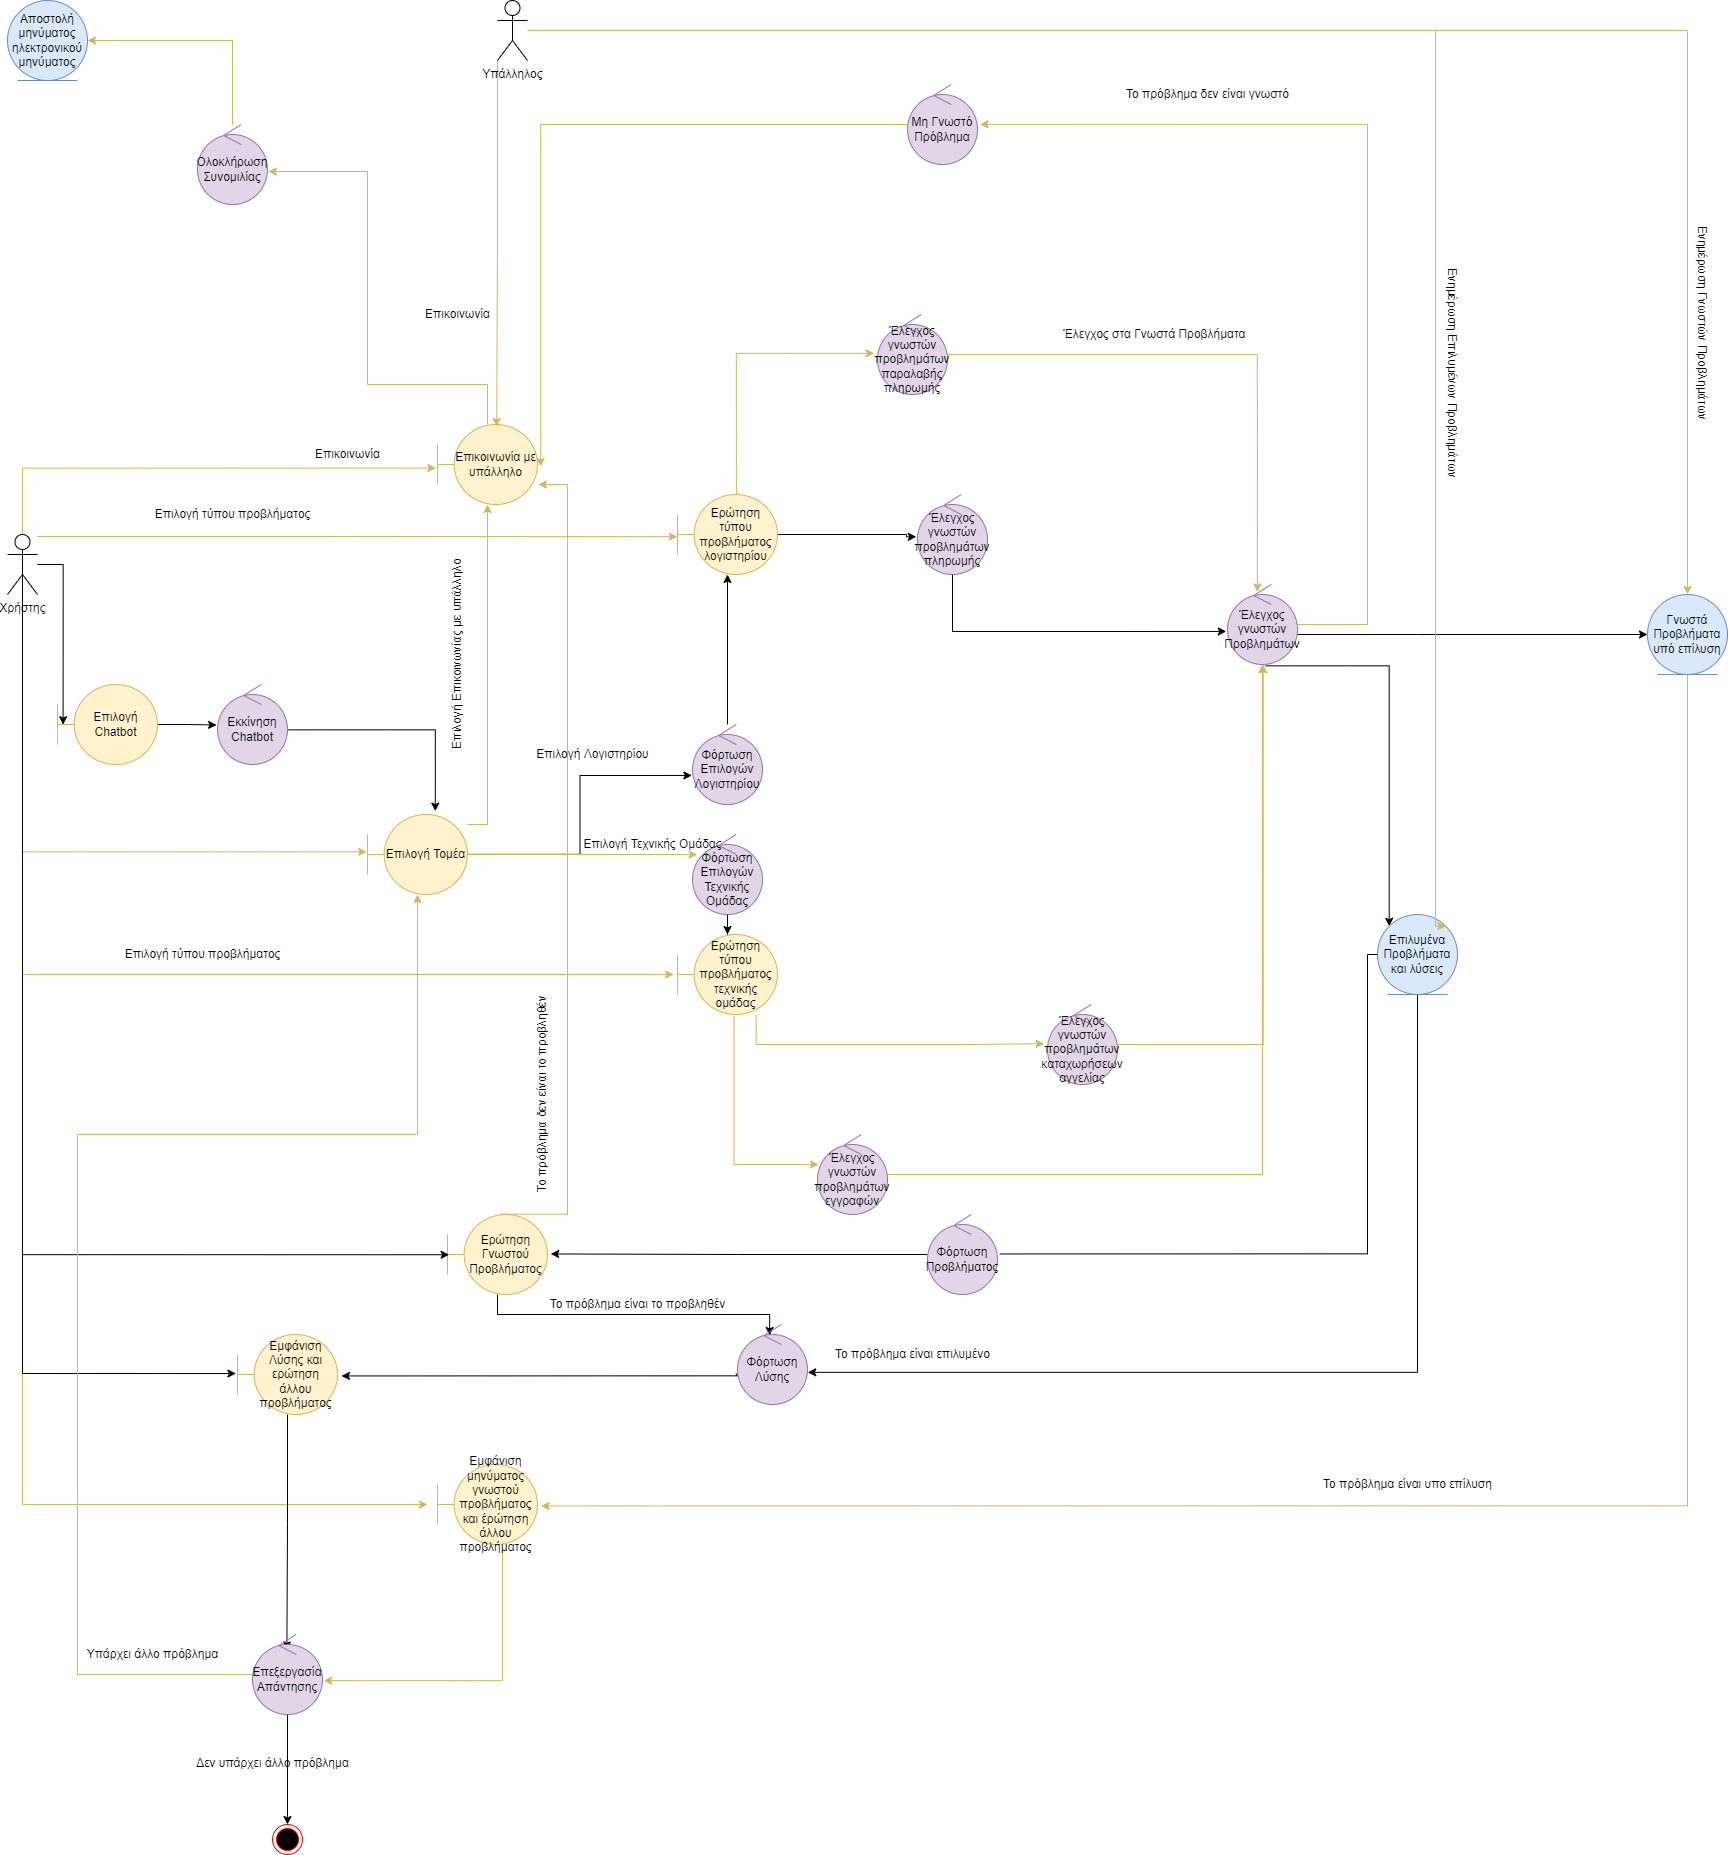 Αποστολή
μηνύματος
ηλεκτρονικού
μηνύματος
Υπάλληλος
Το πρόβλημα δεν είναι γνωστό
Μη Γνωστό
Πρόβλημα
Ολοκλήρωση
Συνομιλίας
Ενημέρωση Γνωστών Προβλημάτων
Ενημέρωση Επιλυμένων Προβλημάτων
Επικοινωνία
Έλεγχος
γνωστών
προβλημάτων
παραλαβής
πληρωμής
Έλεγχος στα Γνωστά Προβλήματα
Επικοινωνία
Επικοινωνία με
υπάλληλο
Επιλογή τύπου προβλήματος
Ερώτηση
τύπου
προβλήματος
λογιστηρίου
Έλεγχος
γνωστών
προβλημάτων
πληρωμής
Χρήστης
Επιλογή Επικοινωνίας με υπάλληλο
Έλεγχος
γνωστών
Προβλημάτων
Γνωστά
Προβλήματα
υπό επίλυση
Επιλογή
Chatbot
Εκκίνηση
Chatbot
Επιλογή Λογιστηρίου
Φόρτωση
Επιλογών
Λογιστηρίου
Επιλογή Τομέα
Επιλογή Τεχνικής Ομάδας
Φόρτωση
Επιλογών
Τεχνικής
Ομάδας
Επιλογή τύπου προβλήματος
Ερώτηση
τύπου
προβλήματος
τεχνικής
ομάδας
Επιλυμένα
Προβλήματα
και λύσεις
Το πρόβλημα δεν είναι το προβληθέν
Έλεγχος
γνωστών
προβλημάτων
καταχωρήσεων
αγγελίας
Έλεγχος
γνωστών
προβλημάτων
εγγραφών
Ερώτηση
Γνωστού
Προβλήματος
Φόρτωση
Προβλήματος
Το πρόβλημα είναι το προβληθέν
Εμφάνιση
Λύσης και
ερώτηση
άλλου
προβλήματος
Φόρτωση
Λύσης
Το πρόβλημα είναι επιλυμένο
Εμφάνιση
μηνύματος
γνωστού
προβλήματος
και έρώτηση
άλλου
προβλήματος
Το πρόβλημα είναι υπο επίλυση
Υπάρχει άλλο πρόβλημα
Επεξεργασία
Απάντησης
Δεν υπάρχει άλλο πρόβλημα